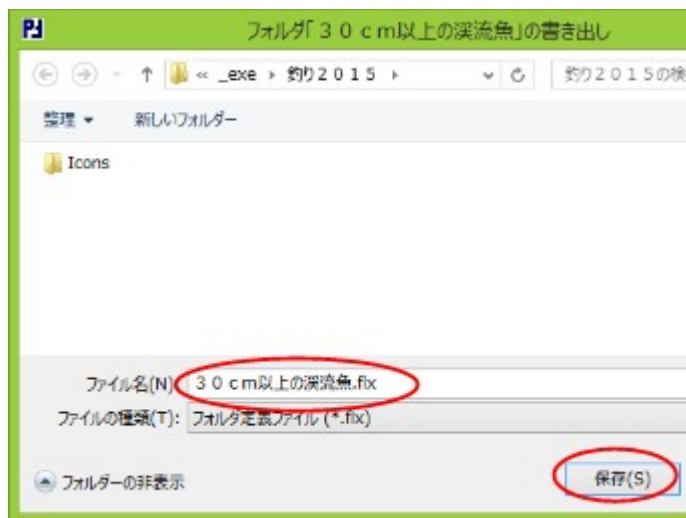 フォルダ「３０ｃｍ以上の渓流魚」の書き出し
« _exe ▸ 釣り２０１５ ▸
釣り２０１５の検
整理 ▼ 新しいフォルダー
Icons
ファイル名(N): ３０ｃｍ以上の渓流魚.flx
ファイルの種類(T): フォルダ定義ファイル (*.flx)
フォルダーの非表示
保存(S)